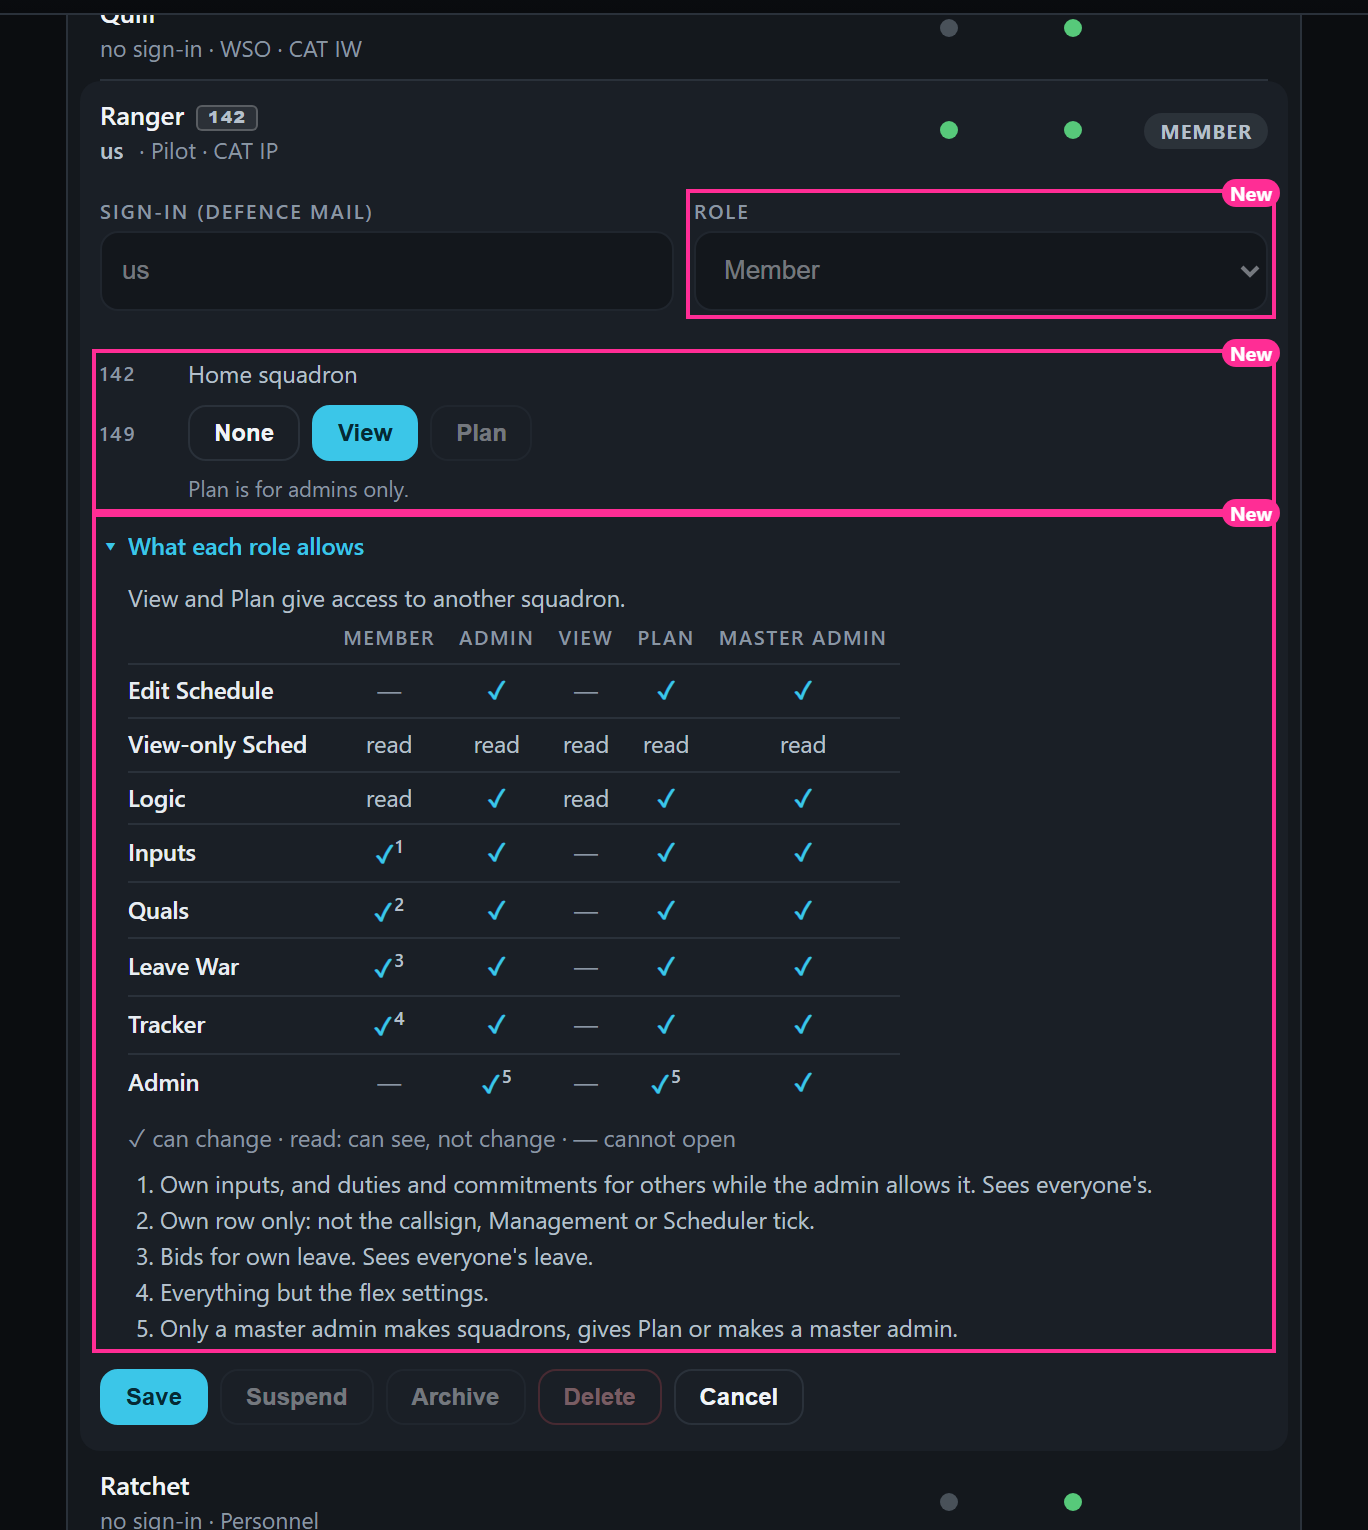 Quill
no sign-in · WSO · CAT IW
Ranger 142
us · Pilot · CAT IP
MEMBER
SIGN-IN (DEFENCE MAIL)
us
New
ROLE
Member
New
142 Home squadron
149 None View Plan
Plan is for admins only.
New
What each role allows
View and Plan give access to another squadron.
MEMBER ADMIN VIEW PLAN MASTER ADMIN
Edit Schedule — ✓ — ✓ ✓
View-only Sched read read read read read
Logic read ✓ read ✓ ✓
Inputs ✓1 ✓ — ✓ ✓
Quals ✓2 ✓ — ✓ ✓
Leave War ✓3 ✓ — ✓ ✓
Tracker ✓4 ✓ — ✓ ✓
Admin — ✓5 — ✓5 ✓
✓ can change · read: can see, not change · — cannot open
1. Own inputs, and duties and commitments for others while the admin allows it. Sees everyone's.
2. Own row only: not the callsign, Management or Scheduler tick.
3. Bids for own leave. Sees everyone's leave.
4. Everything but the flex settings.
5. Only a master admin makes squadrons, gives Plan or makes a master admin.
Save Suspend Archive Delete Cancel
Ratchet
no sign-in · Personnel